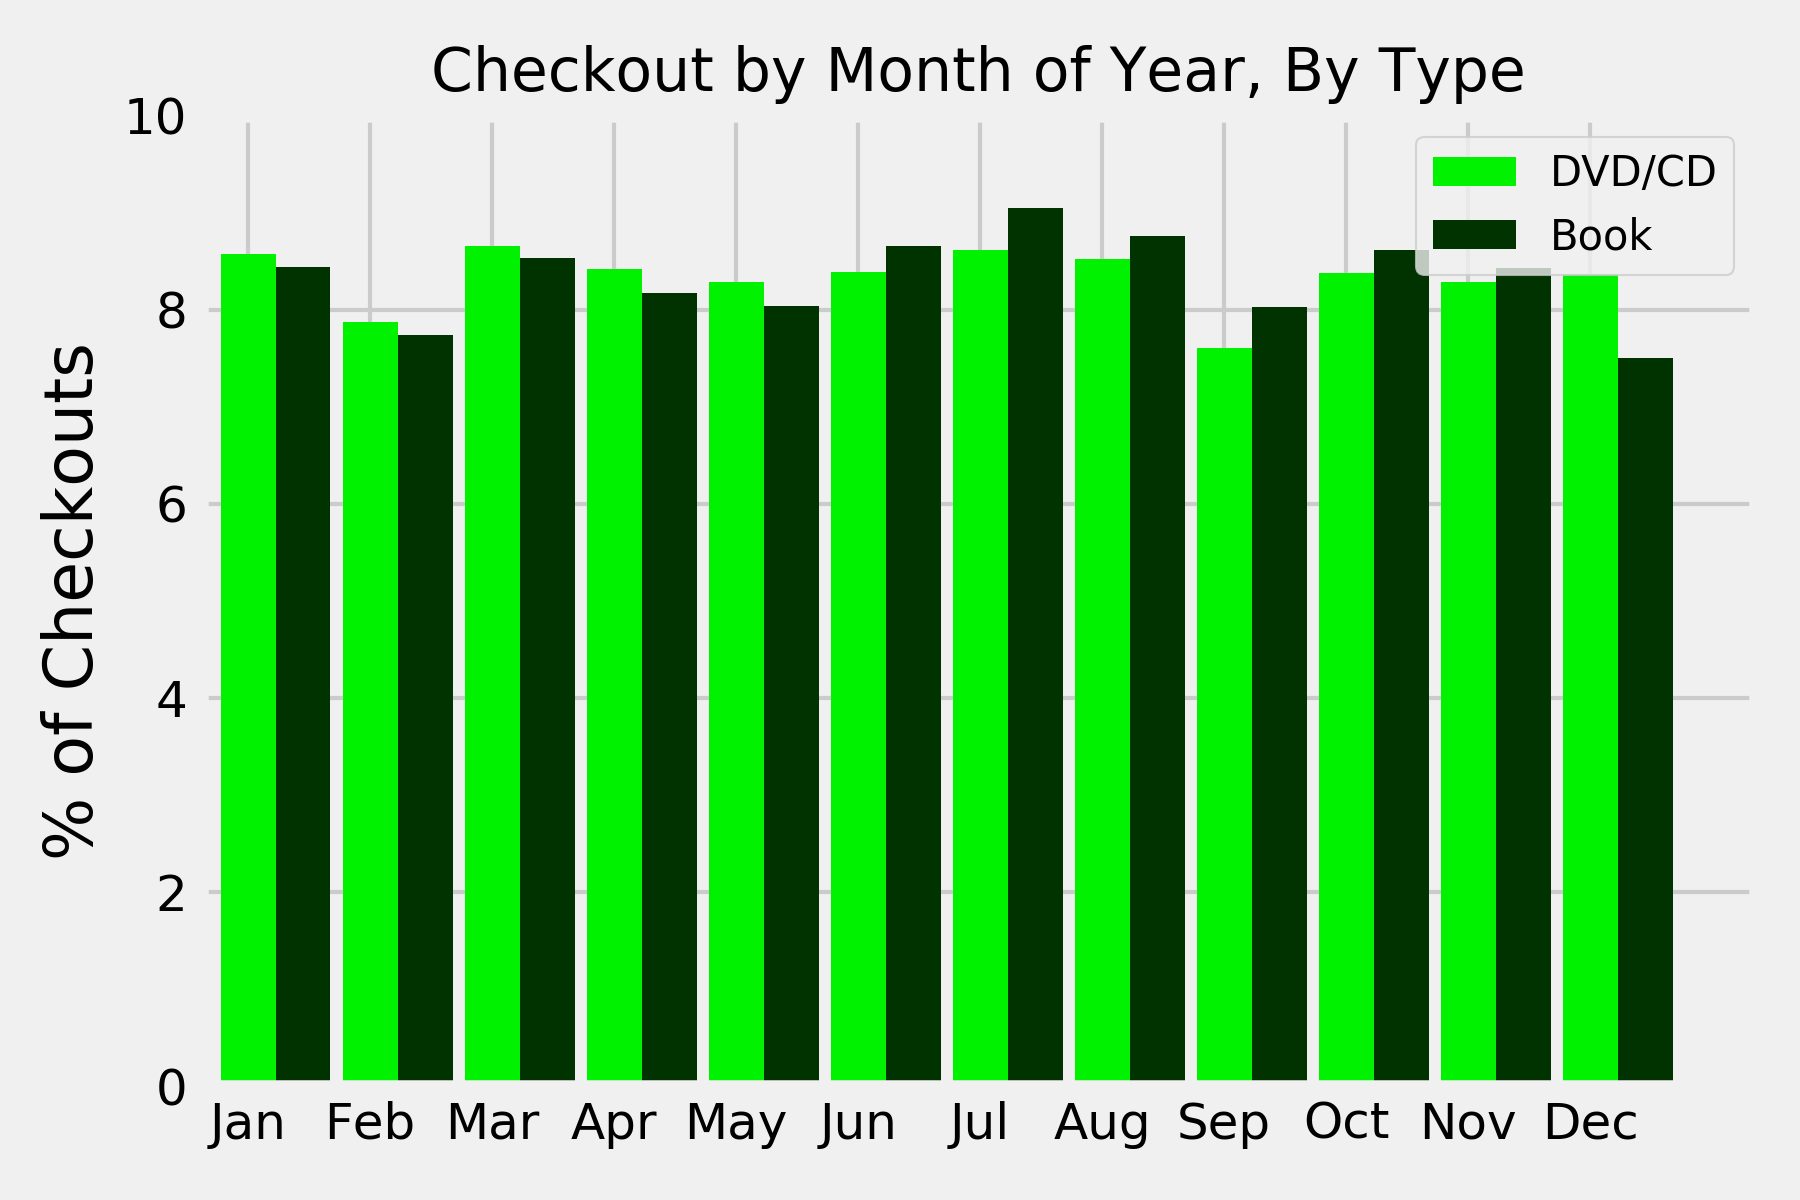 Checkout by Month of Year, By Type
10
8
6
4
2
0
% of Checkouts
DVD/CD
Book
Jan Feb Mar Apr May Jun Jul Aug Sep Oct Nov Dec